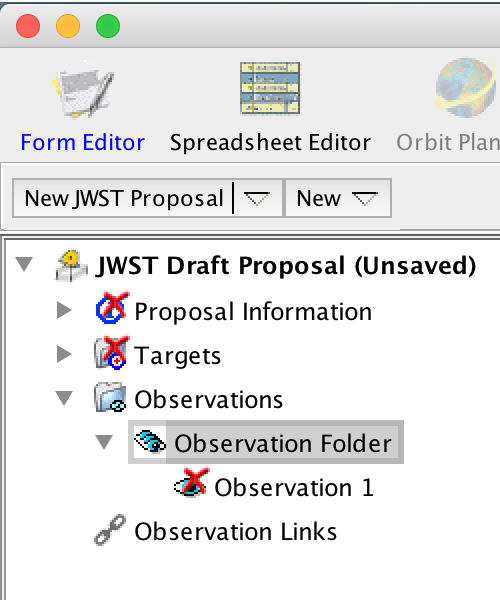 Form Editor Spreadsheet Editor Orbit Plan
New JWST Proposal New
JWST Draft Proposal (Unsaved)
Proposal Information
Targets
Observations
Observation Folder
Observation 1
Observation Links